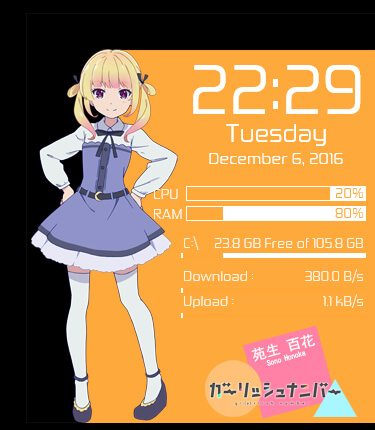 22:29
Tuesday
December 6, 2016
CPU 20%
RAM 80%
C:\ 23.8 GB Free of 105.8 GB
Download : 380.0 B/s
Upload : 1.1 kB/s
苑生 百花
Sono Hanaka
ガーリッシュナンバー